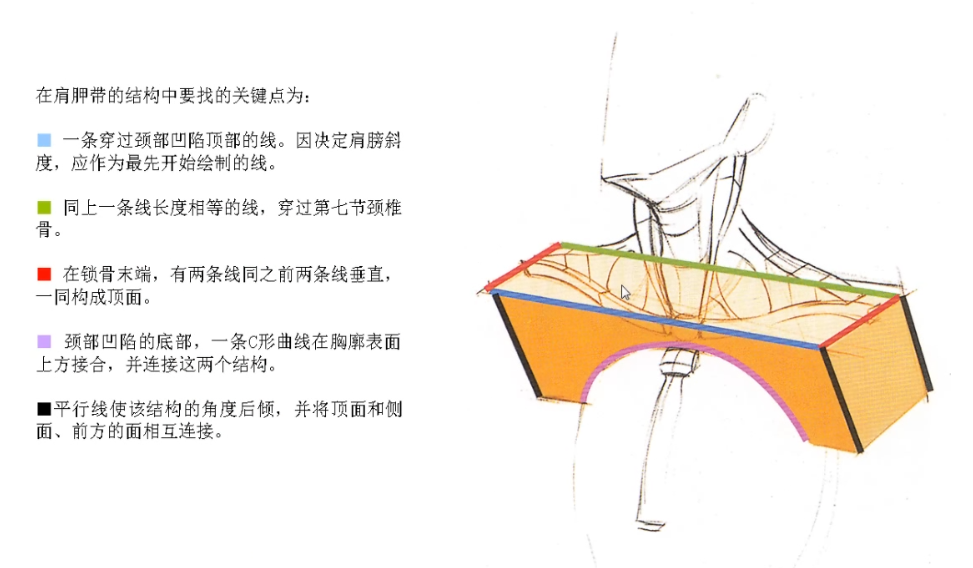 在肩胛带的结构中要找的关键点为：
一条穿过颈部凹陷顶部的线。因决定肩膀斜
度，应作为最先开始绘制的线。
同上一条线长度相等的线，穿过第七节颈椎
骨。
在锁骨末端，有两条线同之前两条线垂直，
一同构成顶面。
颈部凹陷的底部，一条C形曲线在胸廓表面
上方接合，并连接这两个结构。
平行线使该结构的角度后倾，并将顶面和侧
面、前方的面相互连接。